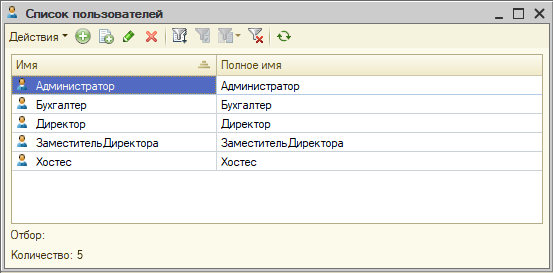 Список пользователей
Действия
Имя Полное имя
Администратор Администратор
Бухгалтер Бухгалтер
Директор Директор
ЗаместительДиректора ЗаместительДиректора
Хостес Хостес
Отбор:
Количество: 5